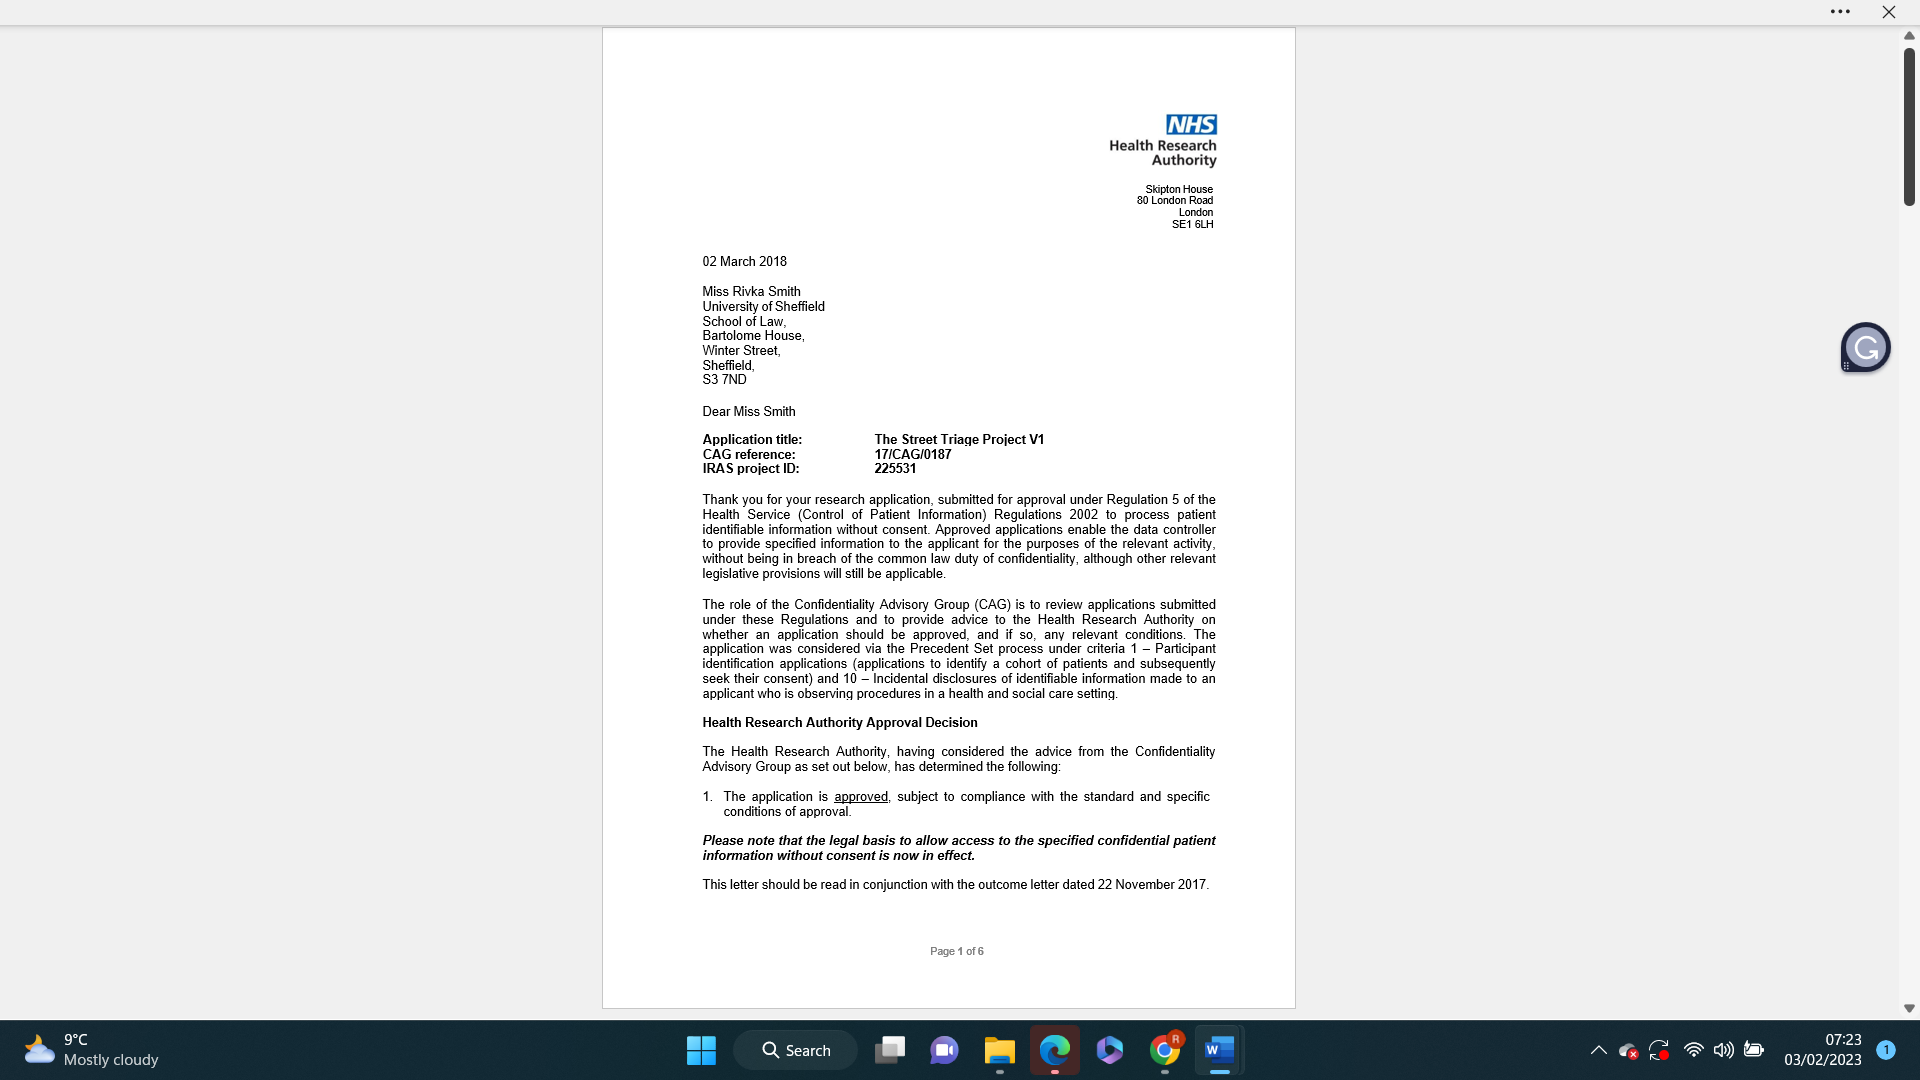 NHS
Health Research
Authority
Skipton House
80 London Road
London
SE1 6LH
02 March 2018
Miss Rivka Smith
University of Sheffield
School of Law,
Bartolome House,
Winter Street,
Sheffield,
S3 7ND
Dear Miss Smith
Application title: The Street Triage Project V1
CAG reference: 17/CAG/0187
IRAS project ID: 225531
Thank you for your research application, submitted for approval under Regulation 5 of the
Health Service (Control of Patient Information) Regulations 2002 to process patient
identifiable information without consent. Approved applications enable the data controller
to provide specified information to the applicant for the purposes of the relevant activity,
without being in breach of the common law duty of confidentiality, although other relevant
legislative provisions will still be applicable.
The role of the Confidentiality Advisory Group (CAG) is to review applications submitted
under these Regulations and to provide advice to the Health Research Authority on
whether an application should be approved, and if so, any relevant conditions. The
application was considered via the Precedent Set process under criteria 1 – Participant
identification applications (applications to identify a cohort of patients and subsequently
seek their consent) and 10 – Incidental disclosures of identifiable information made to an
applicant who is observing procedures in a health and social care setting.
Health Research Authority Approval Decision
The Health Research Authority, having considered the advice from the Confidentiality
Advisory Group as set out below, has determined the following:
1. The application is approved, subject to compliance with the standard and specific
conditions of approval.
Please note that the legal basis to allow access to the specified confidential patient
information without consent is now in effect.
This letter should be read in conjunction with the outcome letter dated 22 November 2017.
Page 1 of 6
9°C
Mostly cloudy
Search
R
W
07:23
03/02/2023
1